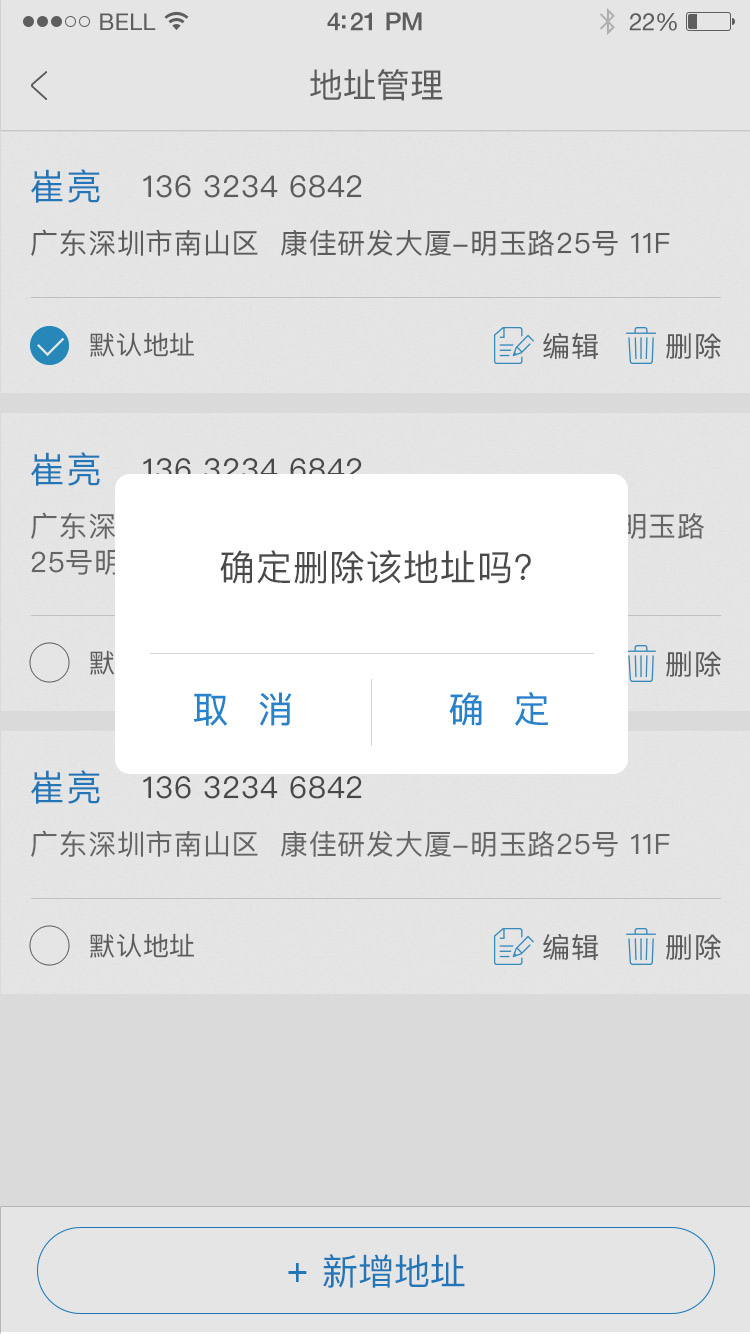 BELL 4:21 PM 22%
地址管理
崔亮 136 3234 6842
广东深圳市南山区 康佳研发大厦-明玉路25号 11F
默认地址 编辑 删除
崔亮 136 3234 6842
广东深 明玉路
25号明
默 删除
确定删除该地址吗?
取 消 确 定
崔亮 136 3234 6842
广东深圳市南山区 康佳研发大厦-明玉路25号 11F
默认地址 编辑 删除
+ 新增地址